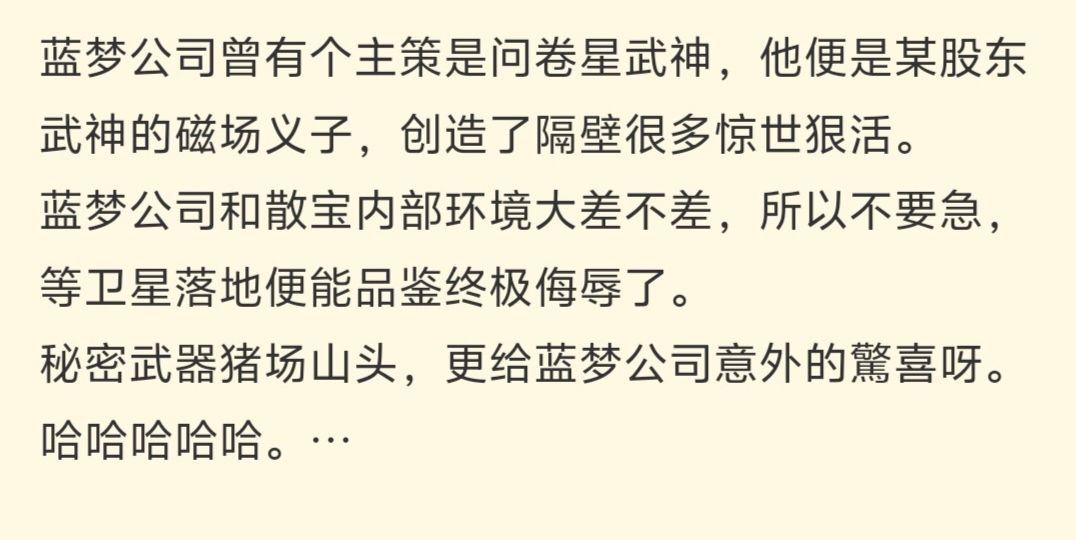 蓝梦公司曾有个主策是问卷星武神，他便是某股东
武神的磁场义子，创造了隔壁很多惊世狠活。
蓝梦公司和散宝内部环境大差不差，所以不要急，
等卫星落地便能品鉴终极侮辱了。
秘密武器猪场山头，更给蓝梦公司意外的驚喜呀。
哈哈哈哈哈。…